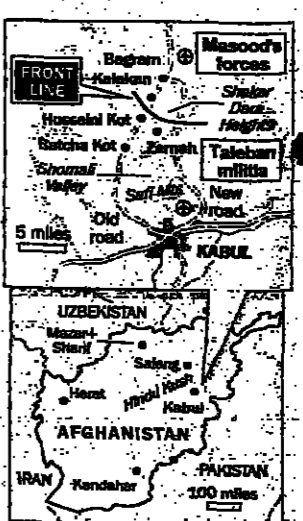 Masood's
forces
Bagram
FRONT
LINE
Kalakan
Shakar
Dara
Heights
Hosseini Kot
Zemah
Batcha Kot
Taleban
militia
Shomali
Valley
Safi Mts
New
road
Old
road
5 miles
KABUL
UZBEKISTAN
Mazar-i
Sharif
Salang
Herat
Hindu Kush
Kabul
AFGHANISTAN
IRAN
PAKISTAN
Kandahar
100 miles